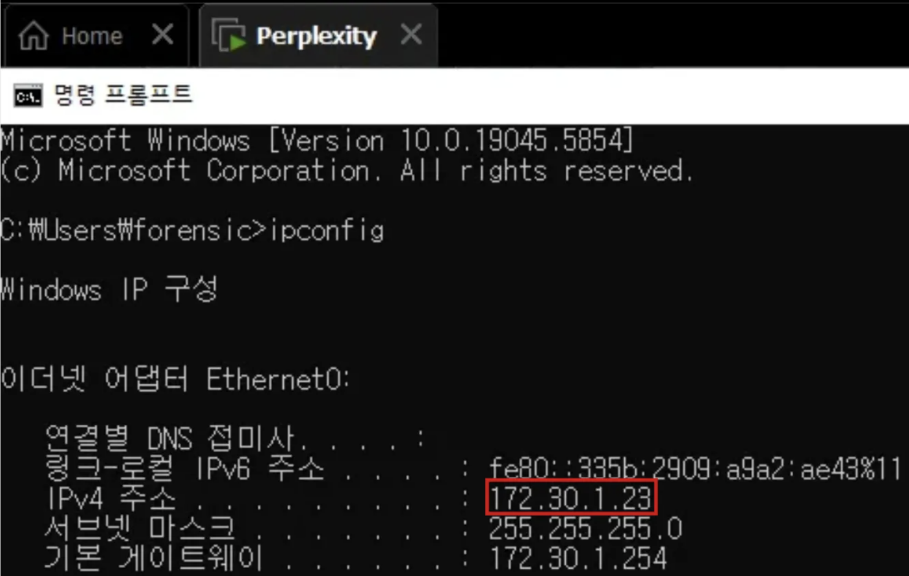 Home ✕ Perplexity ✕
명령 프롬프트
Microsoft Windows [Version 10.0.19045.5854]
(c) Microsoft Corporation. All rights reserved.
C:₩Users₩forensic>ipconfig
Windows IP 구성
이더넷 어댑터 Ethernet0:
연결별 DNS 접미사. . . . :
링크-로컬 IPv6 주소 . . . . : fe80::335b:2909:a9a2:ae43%11
IPv4 주소 . . . . . . . . . : 172.30.1.23
서브넷 마스크 . . . . . . . : 255.255.255.0
기본 게이트웨이 . . . . . . : 172.30.1.254